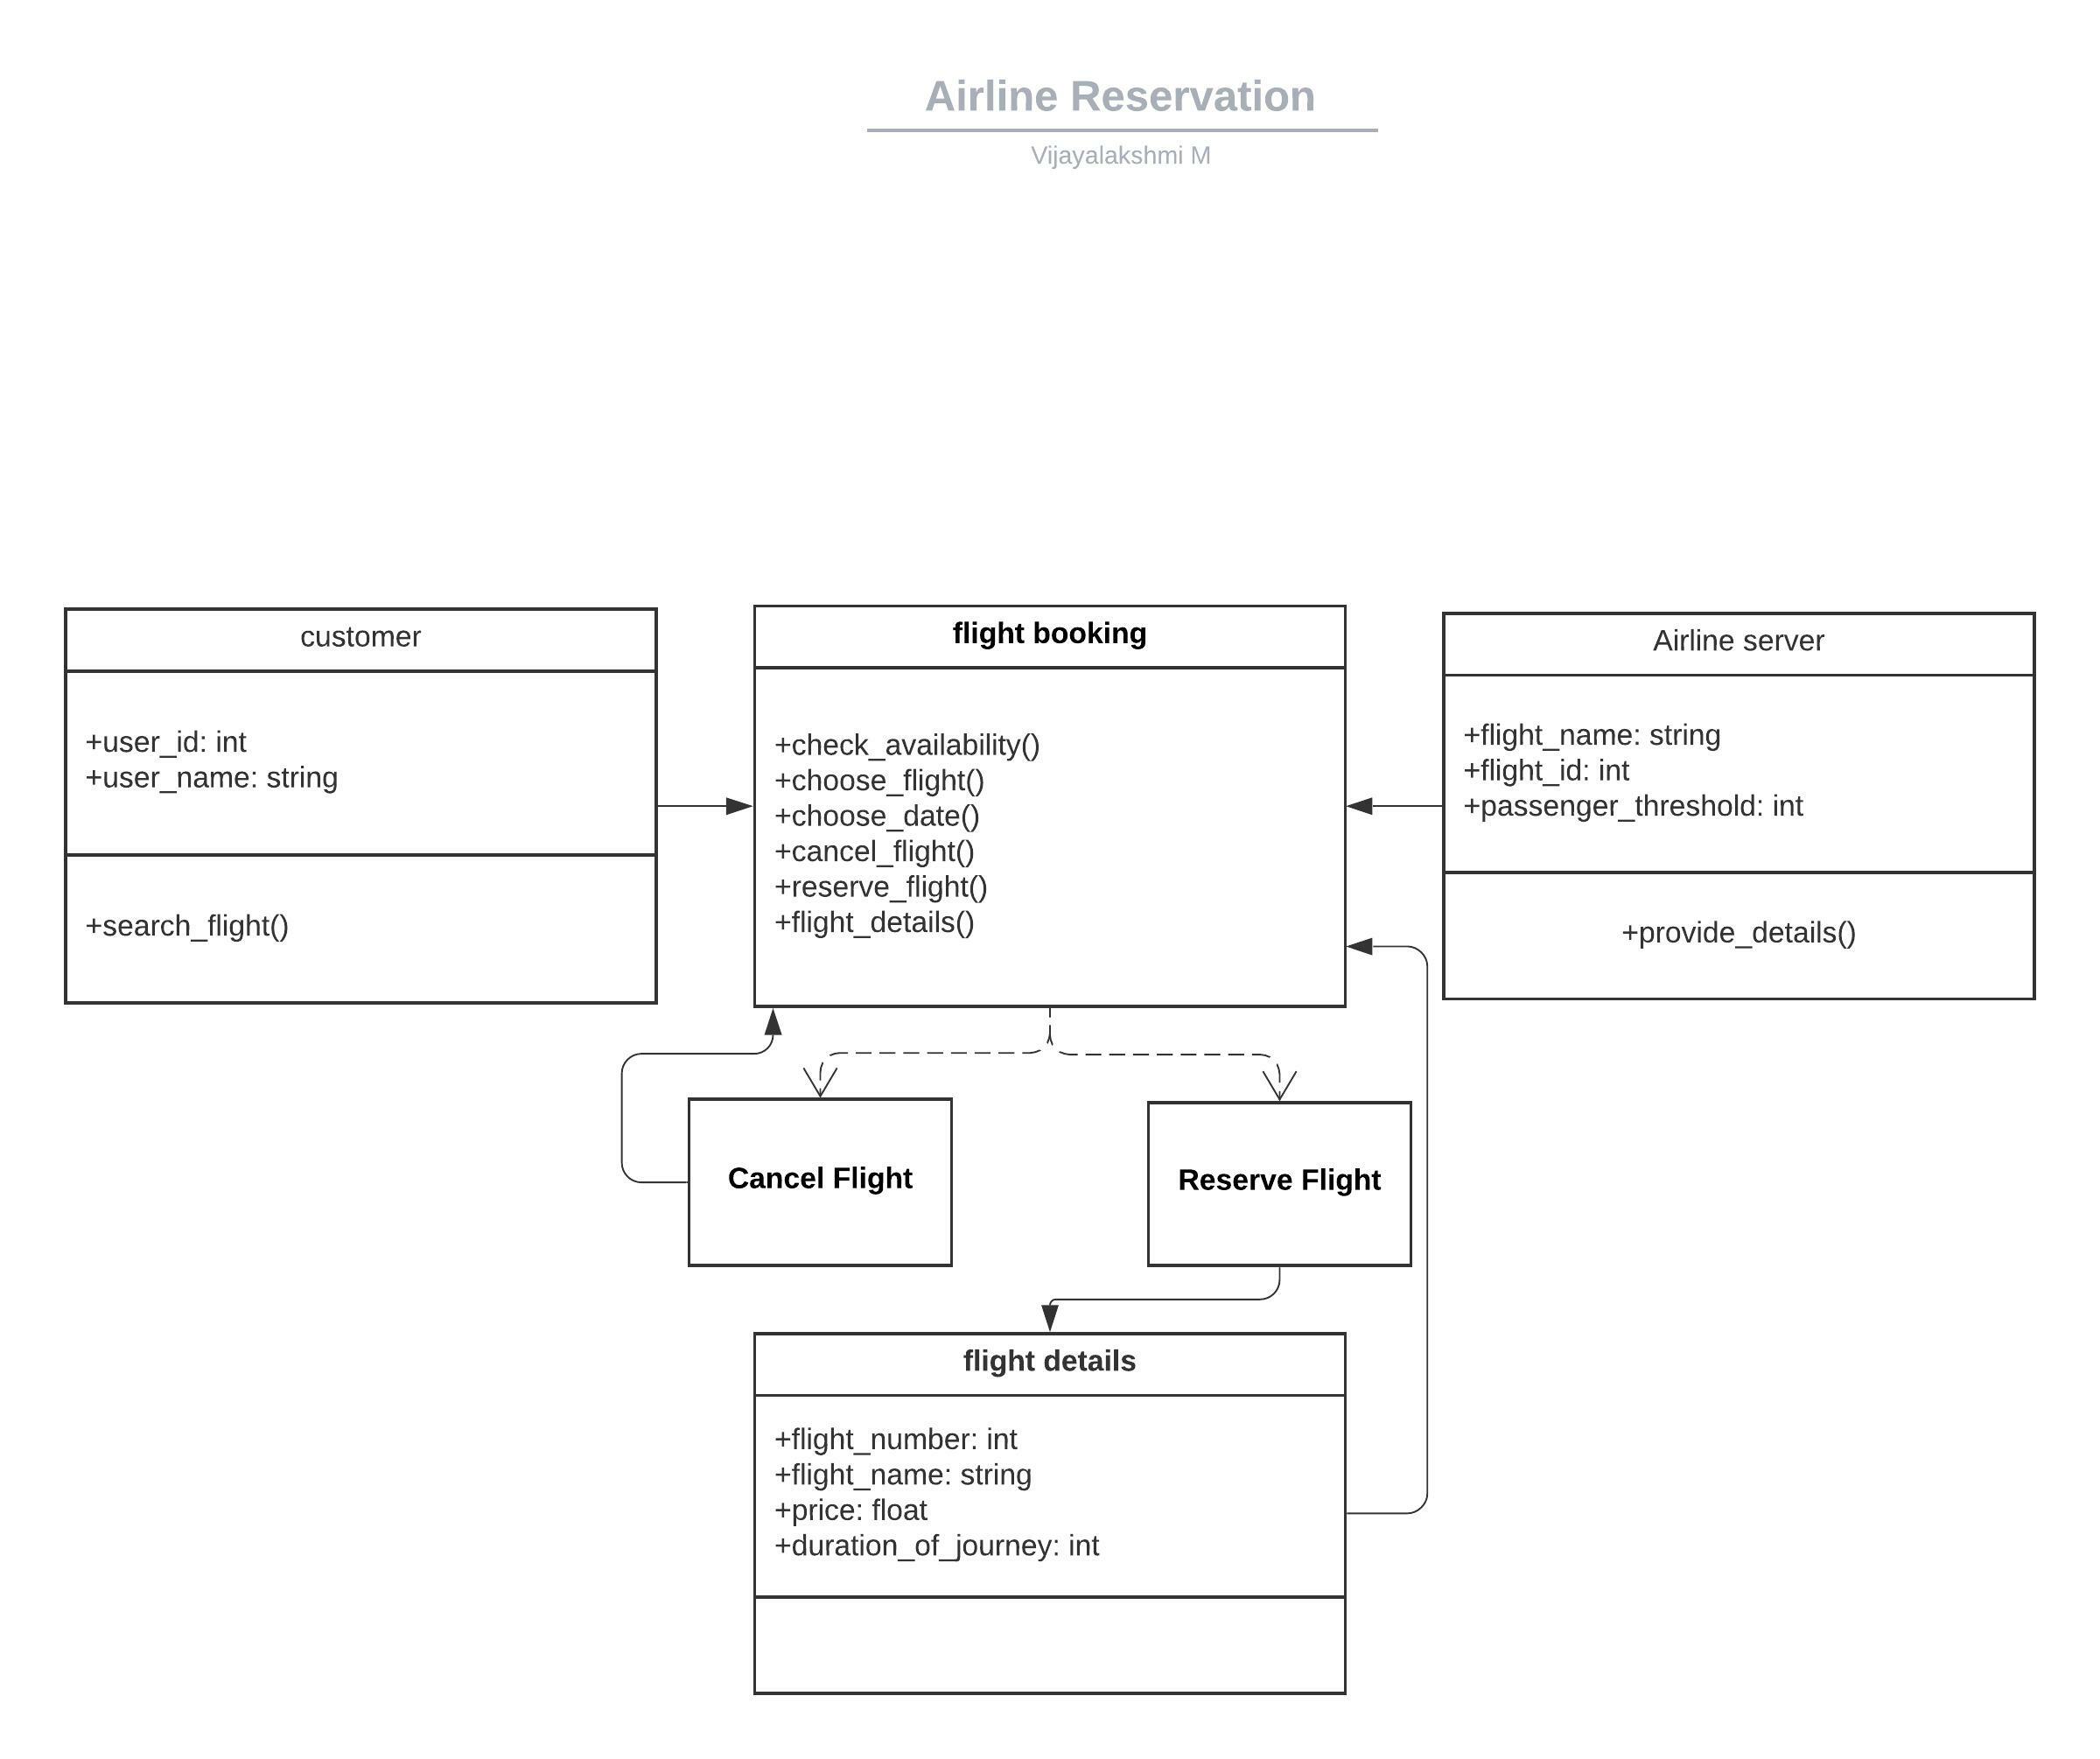 Airline Reservation
Vijayalakshmi M
customer
+user_id: int
+user_name: string
+search_flight()
flight booking
+check_availability()
+choose_flight()
+choose_date()
+cancel_flight()
+reserve_flight()
+flight_details()
Airline server
+flight_name: string
+flight_id: int
+passenger_threshold: int
+provide_details()
Cancel Flight
Reserve Flight
flight details
+flight_number: int
+flight_name: string
+price: float
+duration_of_journey: int